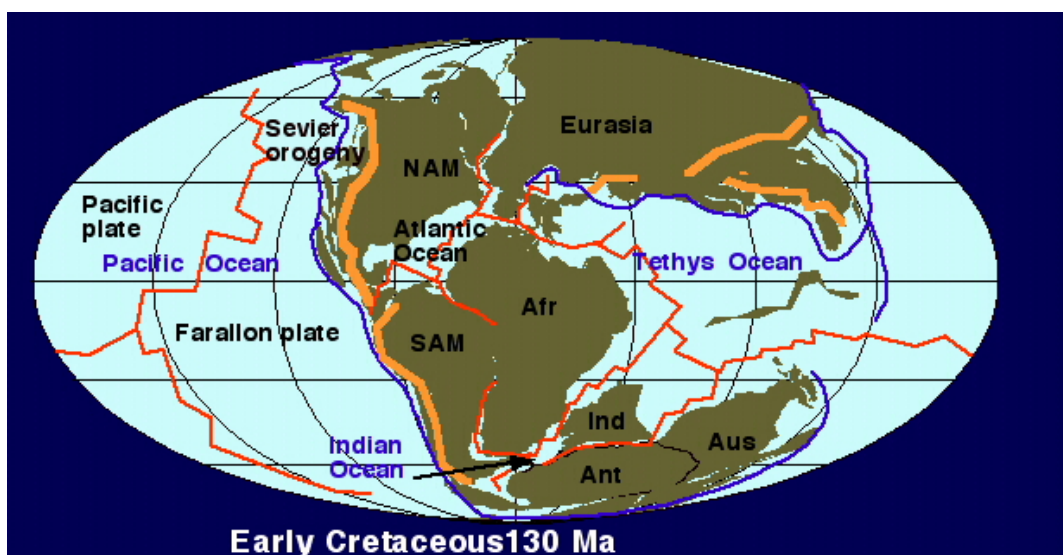 Sevier
orogeny
Eurasia
NAM
Pacific
plate
Atlantic
Ocean
Pacific Ocean
Tethys Ocean
Afr
Farallon plate
SAM
Ind
Aus
Indian
Ocean
Ant
Early Cretaceous130 Ma